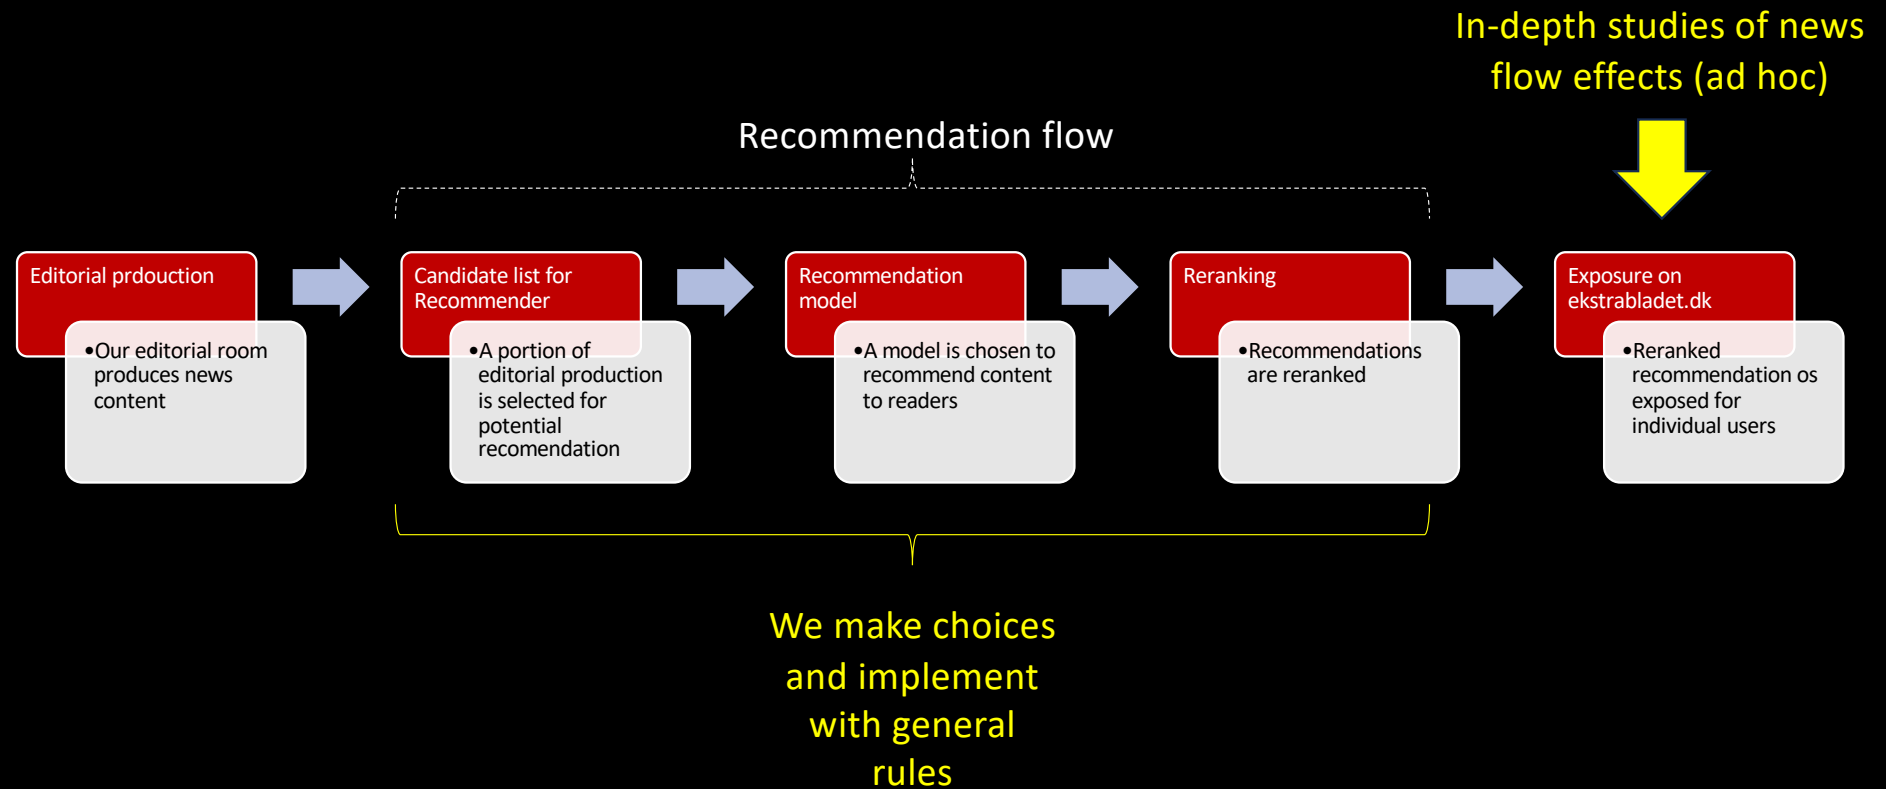 In-depth studies of news
flow effects (ad hoc)
Recommendation flow
Editorial prdouction
•Our editorial room
produces news
content
Candidate list for
Recommender
•A portion of
editorial production
is selected for
potential
recomendation
Recommendation
model
•A model is chosen to
recommend content
to readers
Reranking
•Recommendations
are reranked
Exposure on
ekstrabladet.dk
•Reranked
recommendation os
exposed for
individual users
We make choices
and implement
with general
rules